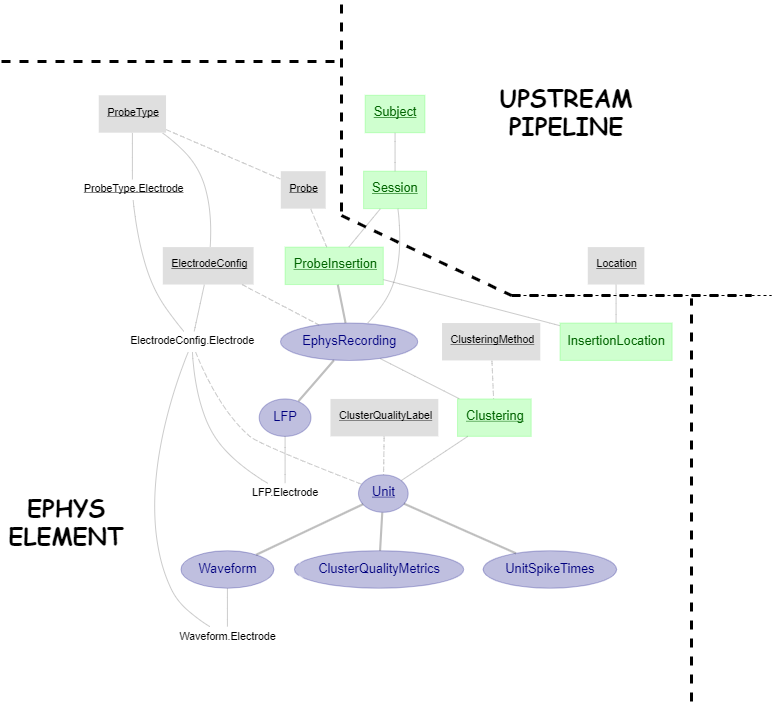 UPSTREAM
PIPELINE
ProbeType
Subject
ProbeType.Electrode
Probe
Session
ElectrodeConfig
ProbeInsertion
Location
ElectrodeConfig.Electrode
EphysRecording
ClusteringMethod
InsertionLocation
LFP
ClusterQualityLabel
Clustering
LFP.Electrode
Unit
EPHYS
ELEMENT
Waveform
ClusterQualityMetrics
UnitSpikeTimes
Waveform.Electrode